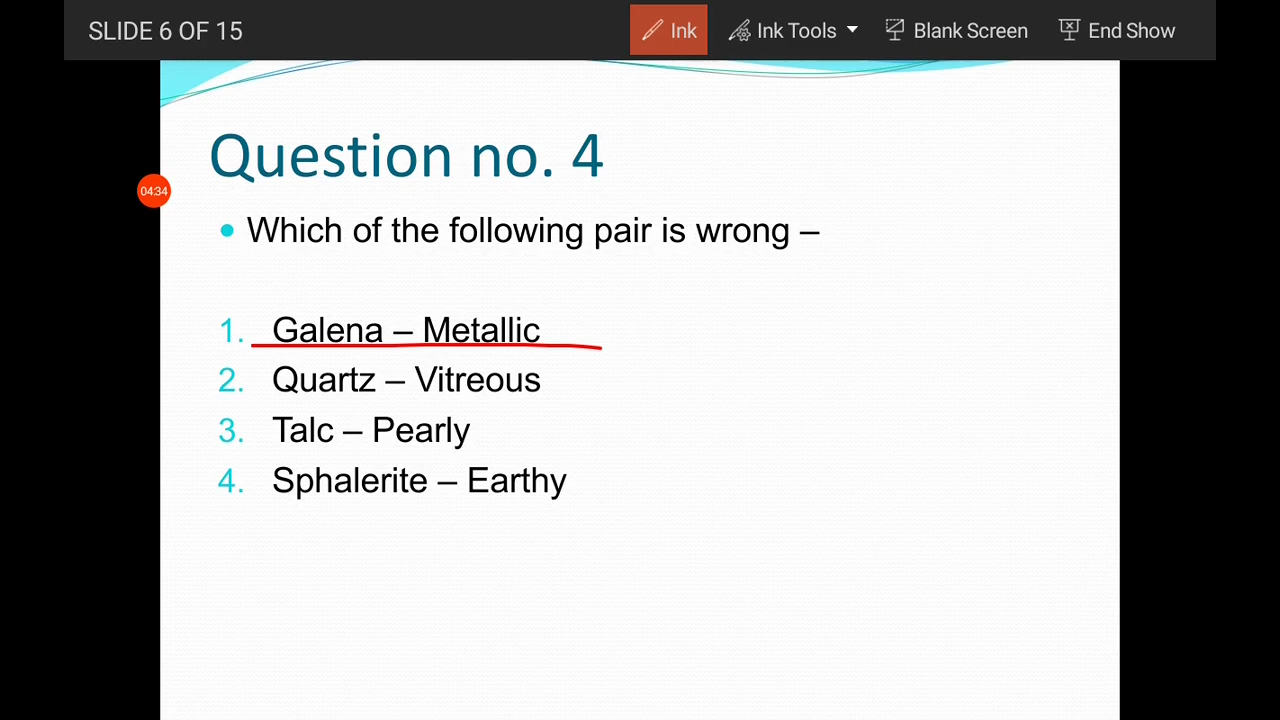 SLIDE 6 OF 15 Ink Ink Tools Blank Screen End Show
Question no. 4
04:34
• Which of the following pair is wrong –
1. Galena – Metallic
2. Quartz – Vitreous
3. Talc – Pearly
4. Sphalerite – Earthy